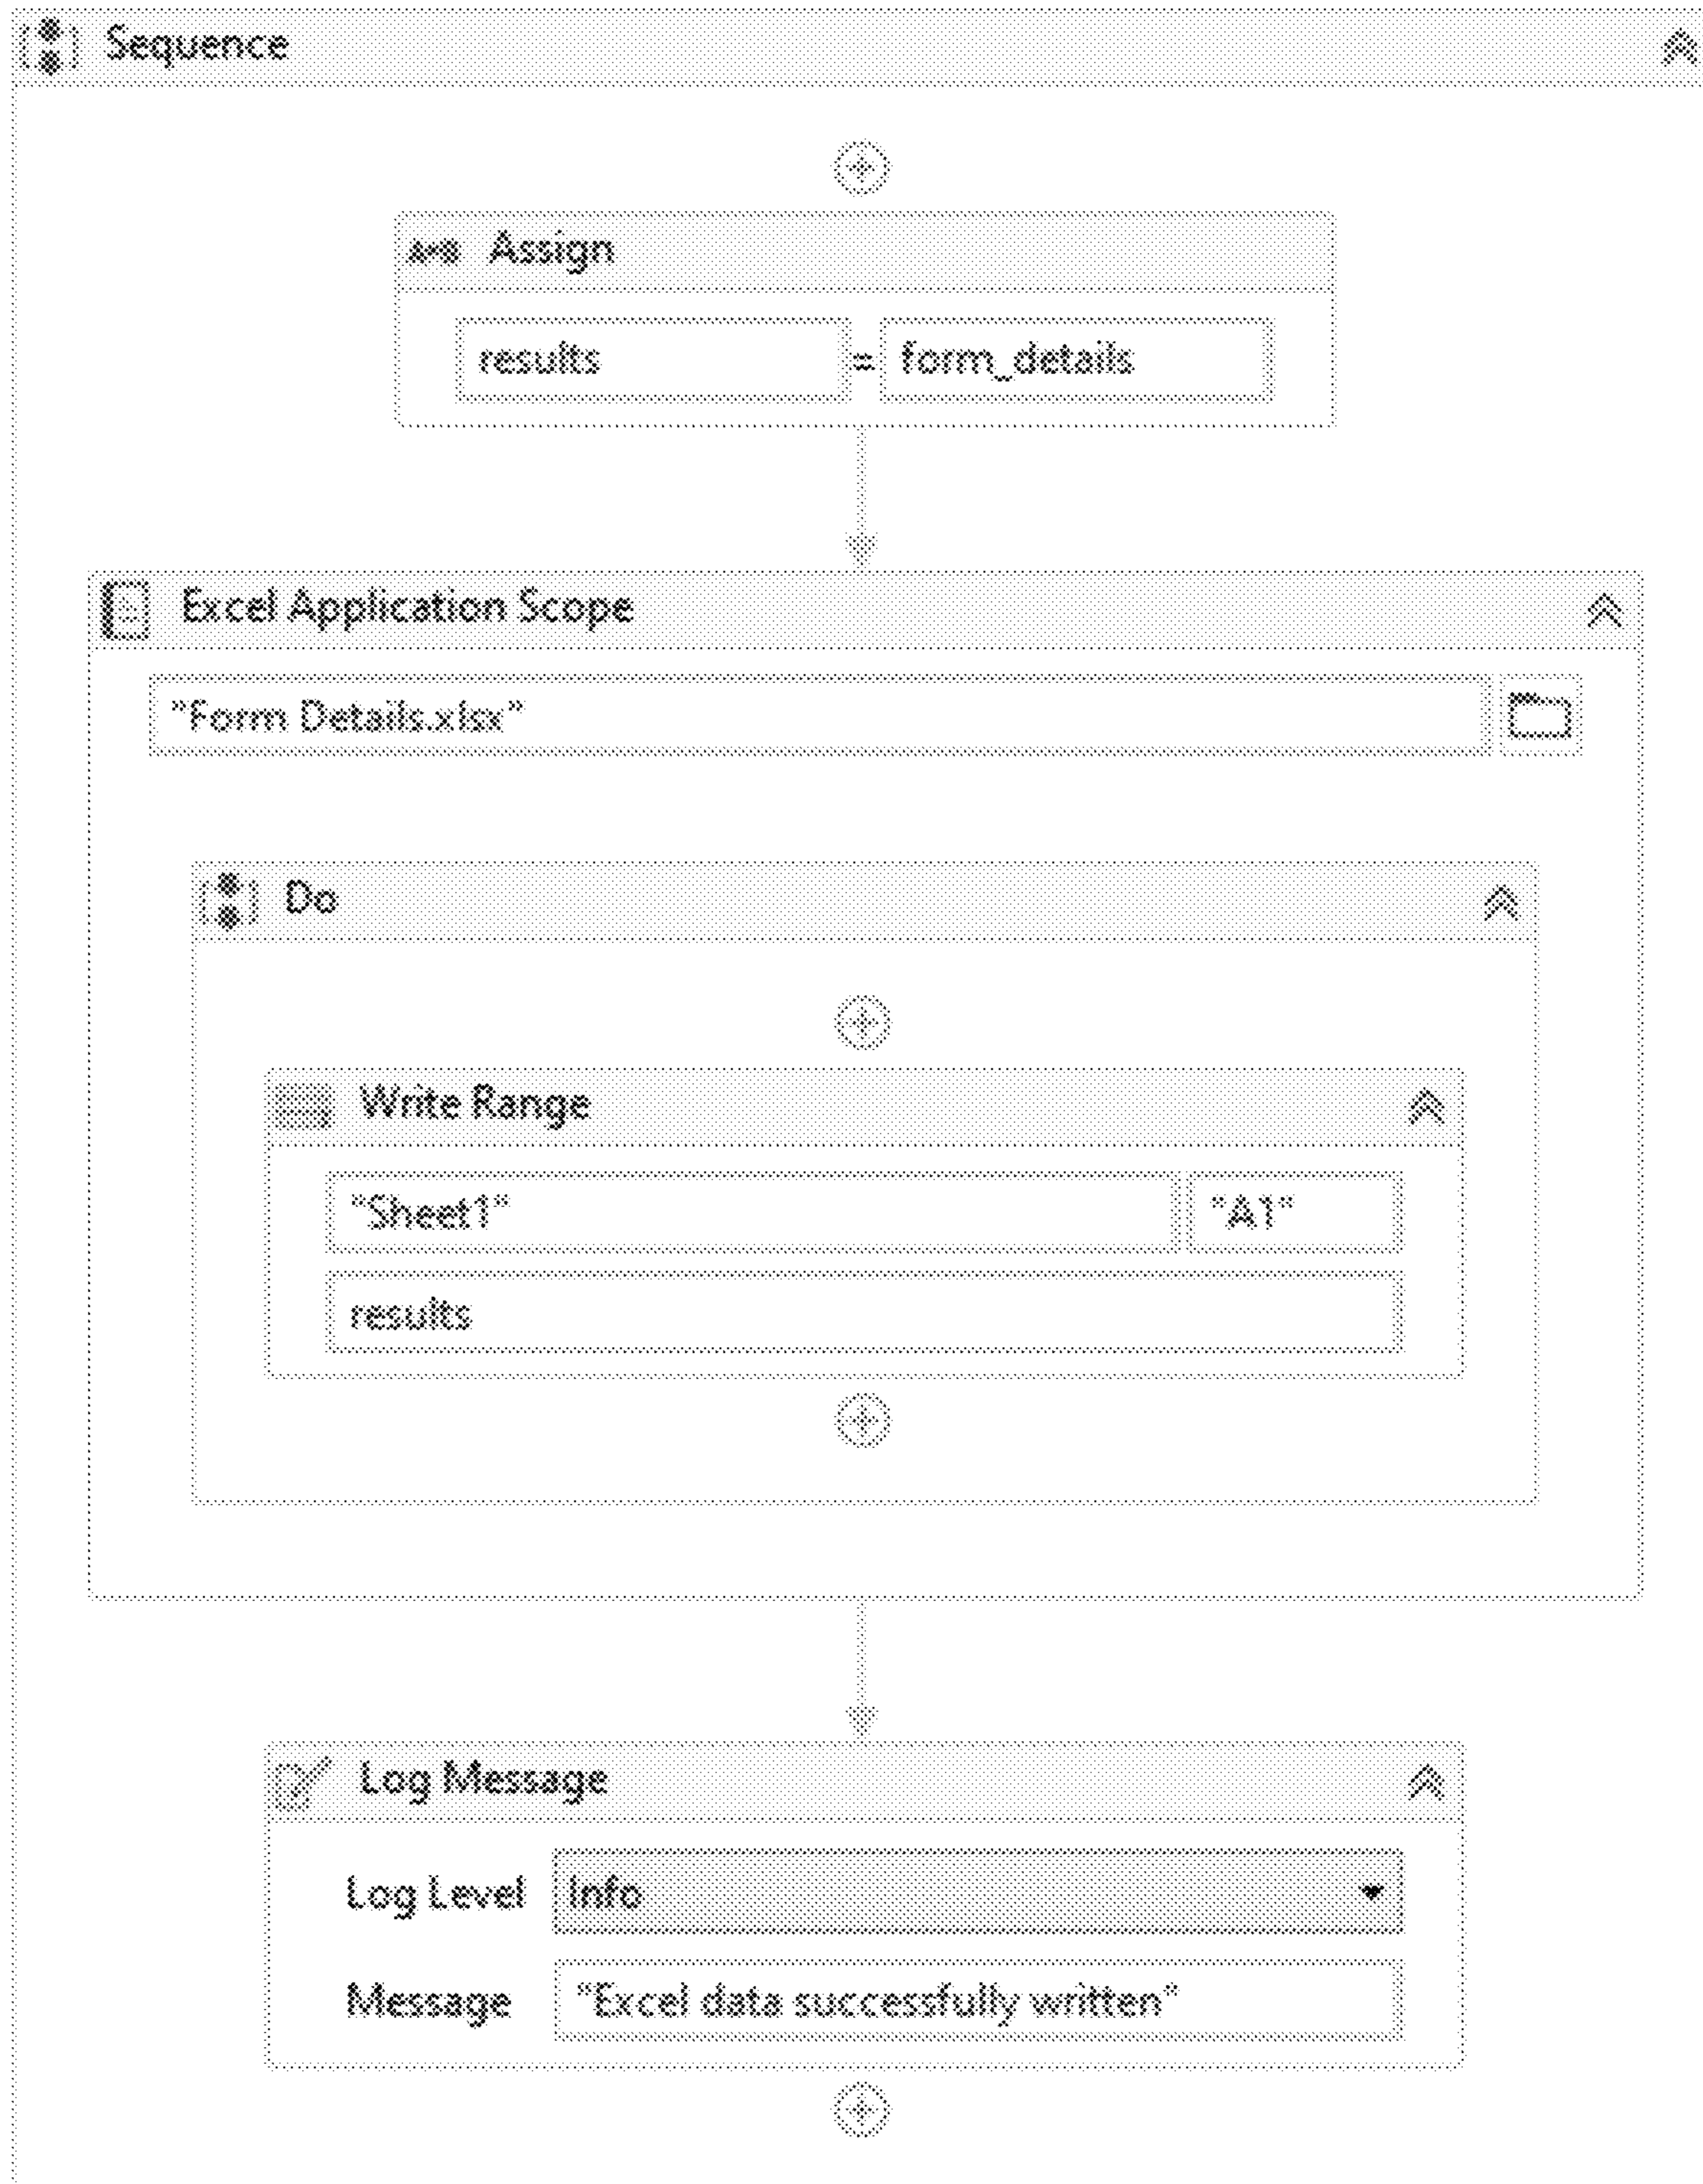 Sequence
A=B Assign
results = form_details
Excel Application Scope
"Form Details.xlsx"
Do
Write Range
"Sheet1" "A1"
results
Log Message
Log Level Info
Message "Excel data successfully written"